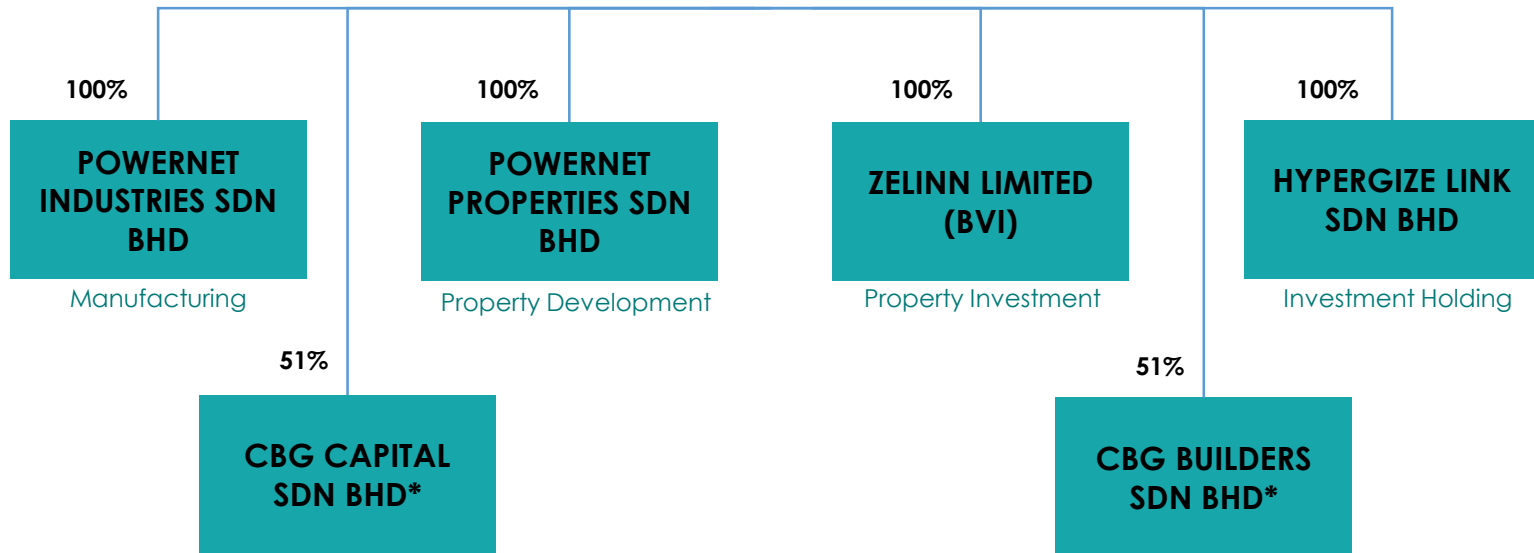 100%
POWERNET
INDUSTRIES SDN
BHD
Manufacturing
100%
POWERNET
PROPERTIES SDN
BHD
Property Development
100%
ZELINN LIMITED
(BVI)
Property Investment
100%
HYPERGIZE LINK
SDN BHD
Investment Holding
51%
CBG CAPITAL
SDN BHD*
51%
CBG BUILDERS
SDN BHD*